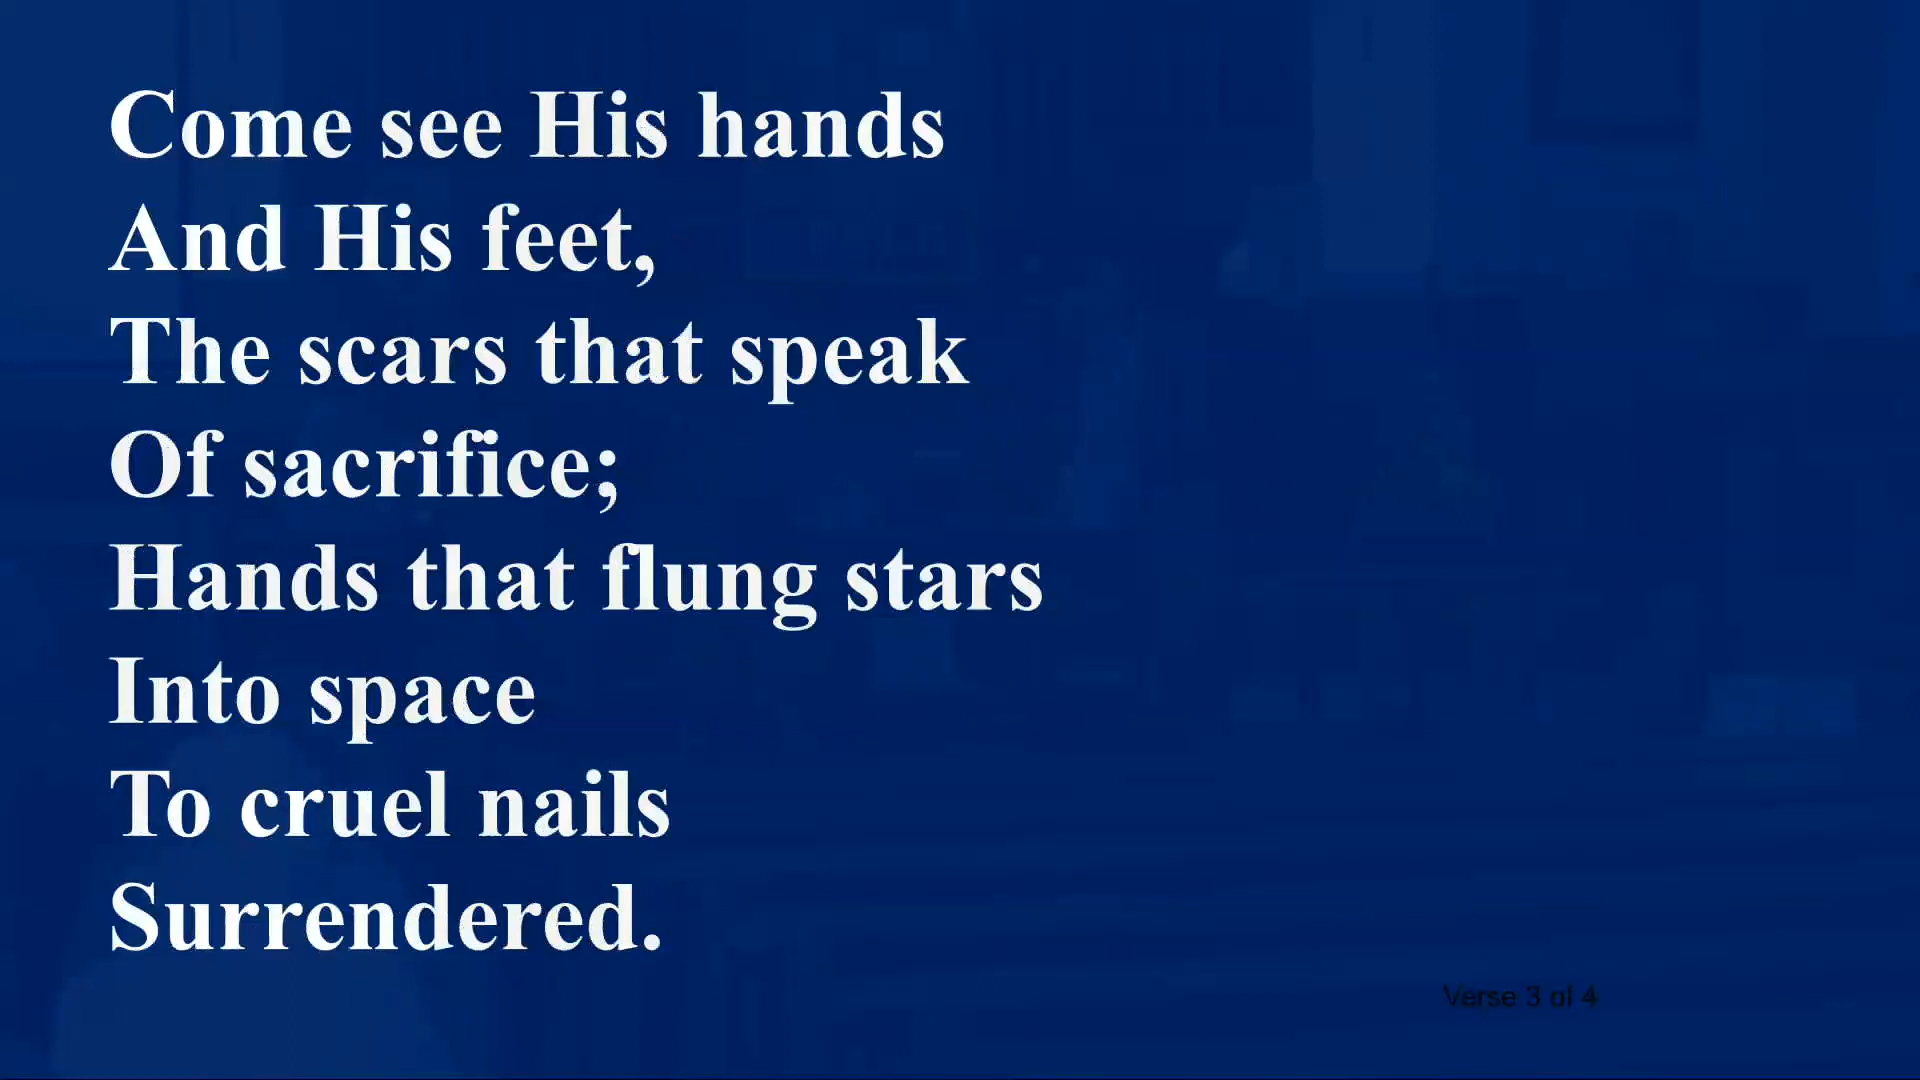 Come see His hands
And His feet,
The scars that speak
Of sacrifice;
Hands that flung stars
Into space
To cruel nails
Surrendered.
Verse 3 of 4